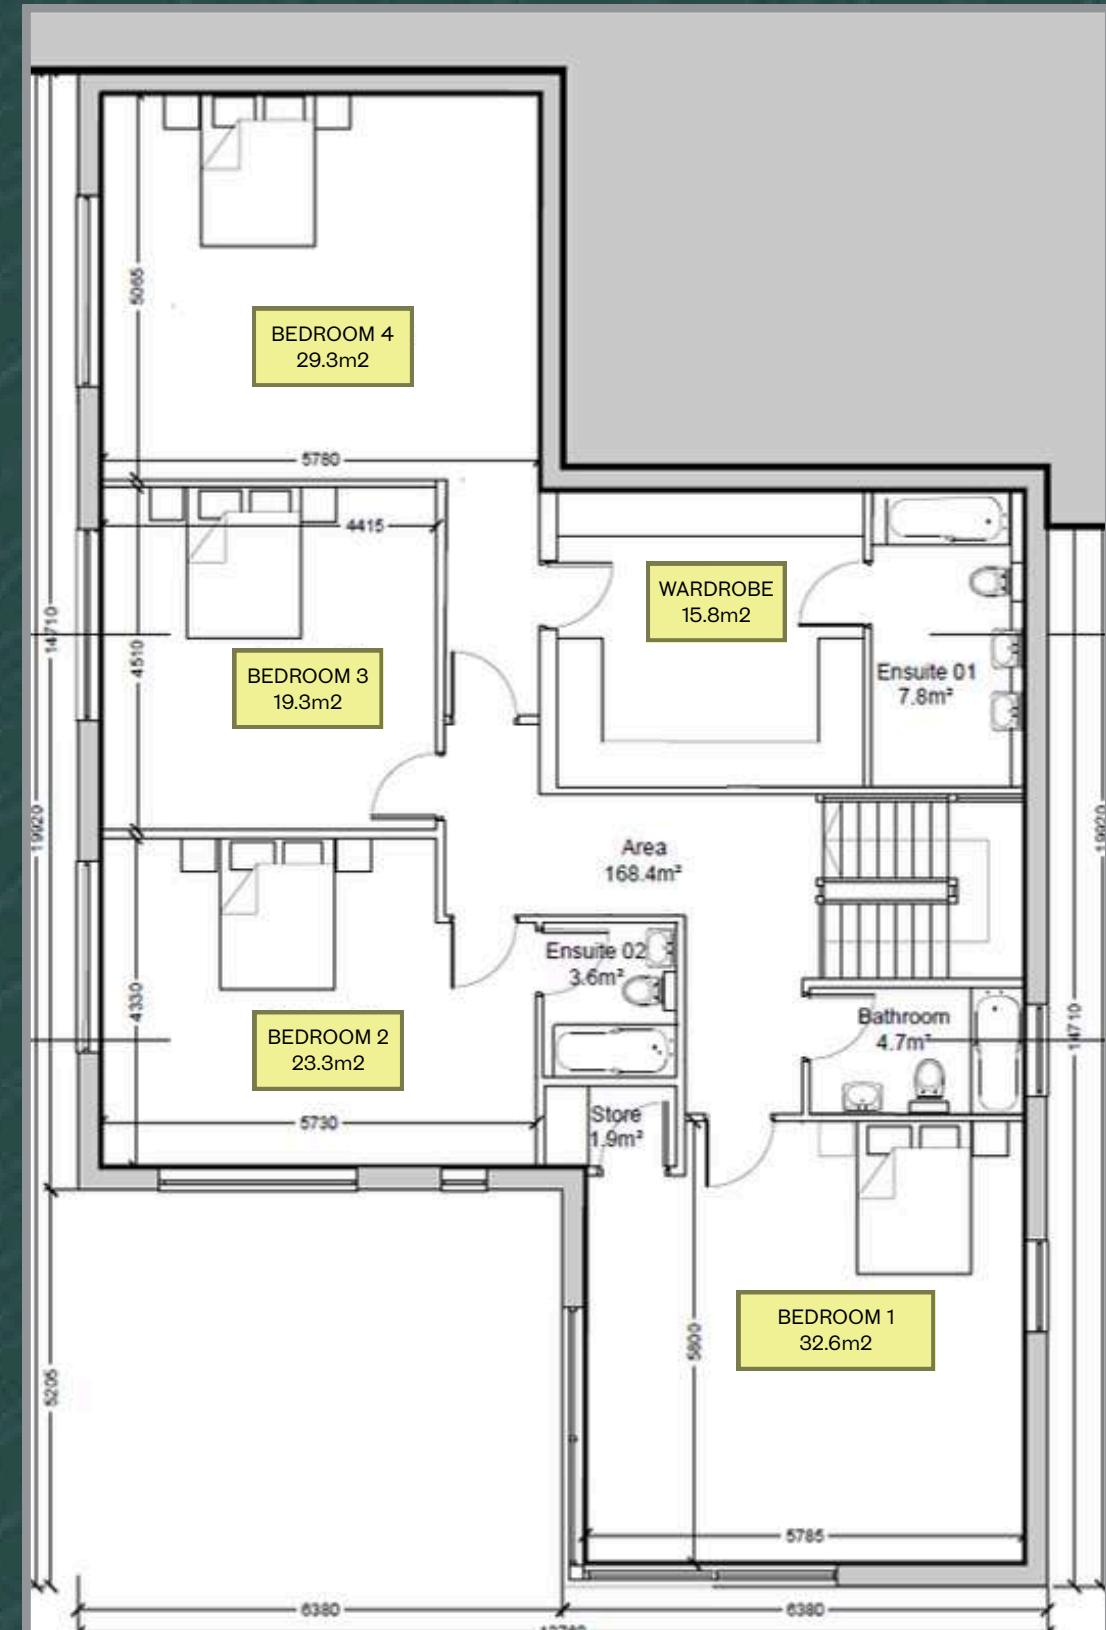 5065
BEDROOM 4
29.3m2
5780
4415
WARDROBE
15.8m2
14710
4510
BEDROOM 3
19.3m2
Ensuite 01
7.8m²
19920
19920
Area
168.4m²
Ensuite 02
3.6m²
4330
BEDROOM 2
23.3m2
Bathroom
4.7m²
14710
5730
Store
1.9m²
BEDROOM 1
32.6m2
5800
5205
5785
6380
6380